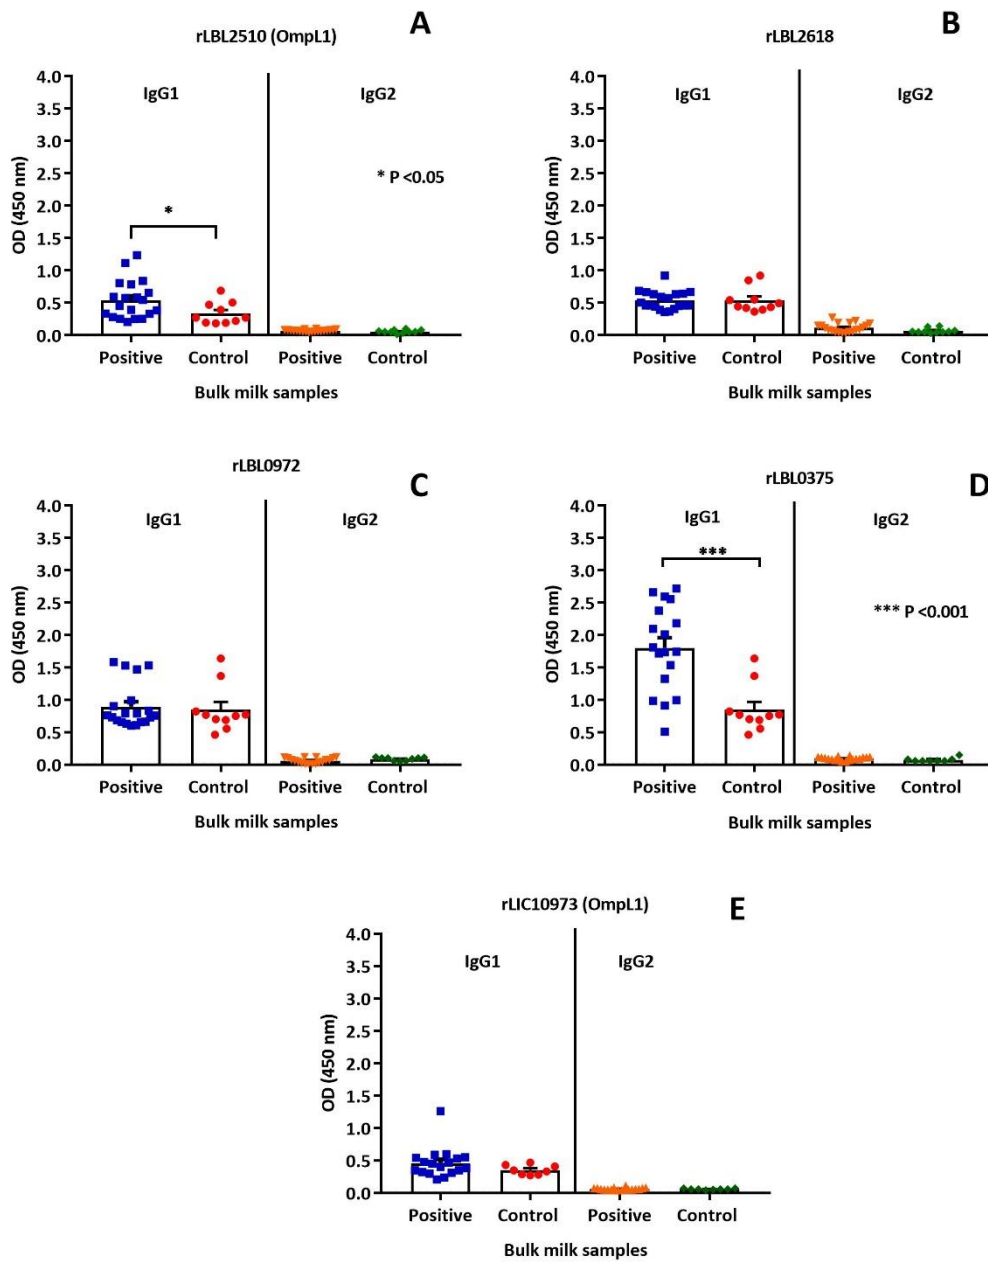 A
rLBL2510 (OmpL1)
IgG1
IgG2
OD (450 nm)
4.0
3.5
3.0
2.5
2.0
1.5
1.0
0.5
0.0
*
* P <0.05
Positive Control Positive Control
Bulk milk samples
B
rLBL2618
IgG1
IgG2
OD (450 nm)
4.0
3.5
3.0
2.5
2.0
1.5
1.0
0.5
0.0
Positive Control Positive Control
Bulk milk samples
C
rLBL0972
IgG1
IgG2
OD (450 nm)
4.0
3.5
3.0
2.5
2.0
1.5
1.0
0.5
0.0
Positive Control Positive Control
Bulk milk samples
D
rLBL0375
IgG1
IgG2
OD (450 nm)
4.0
3.5
3.0
2.5
2.0
1.5
1.0
0.5
0.0
***
*** P <0.001
Positive Control Positive Control
Bulk milk samples
E
rLIC10973 (OmpL1)
IgG1
IgG2
OD (450 nm)
4.0
3.5
3.0
2.5
2.0
1.5
1.0
0.5
0.0
Positive Control Positive Control
Bulk milk samples